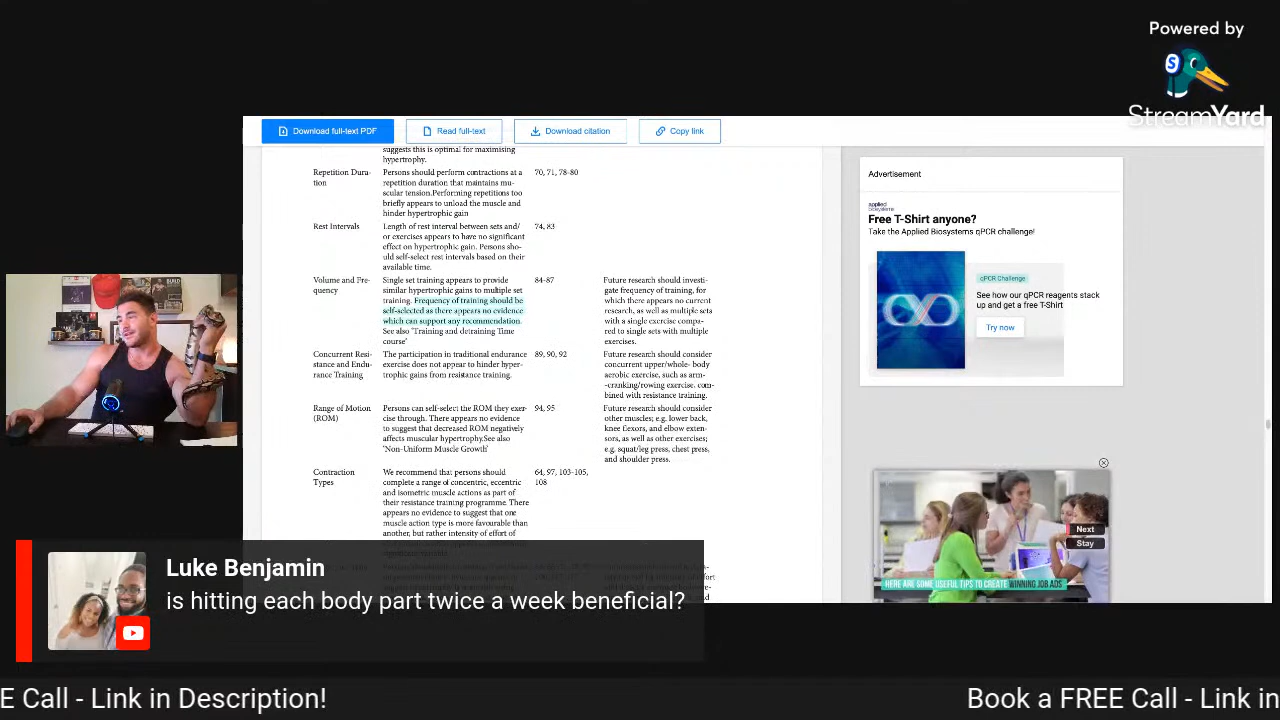 Powered by
StreamYard
Download full-text PDF
Read full-text
Download citation
Copy link
suggests this is optimal for maximising
hypertrophy.
Repetition Dura-
tion
Persons should perform contractions at a
repetition duration that maintains mu-
scular tension.Performing repetitions too
briefly appears to unload the muscle and
hinder hypertrophic gain
70, 71, 78-80
Rest Intervals
Length of rest interval between sets and/
or exercises appears to have no significant
effect on hypertrophic gain. Persons sho-
uld self-select rest intervals based on their
available time.
74, 83
Volume and Fre-
quency
Single set training appears to provide
similar hypertrophic gains to multiple set
training. Frequency of training should be
self-selected as there appears no evidence
which can support any recommendation.
See also 'Training and detraining Time
course'
84-87
Future research should investi-
gate frequency of training, for
which there appears no current
research, as well as multiple sets
with a single exercise compa-
red to single sets with multiple
exercises.
Concurrent Resi-
stance and Endu-
rance Training
The participation in traditional endurance
exercise does not appear to hinder hyper-
trophic gains from resistance training.
89, 90, 92
Future research should consider
concurrent upper/whole- body
aerobic exercise, such as arm-
-cranking/rowing exercise. com-
bined with resistance training.
Range of Motion
(ROM)
Persons can self-select the ROM they exer-
cise through. There appears no evidence
to suggest that decreased ROM negatively
affects muscular hypertrophy.See also
'Non-Uniform Muscle Growth'
94, 95
Future research should consider
other muscles; e.g. lower back,
knee flexors, and elbow exten-
sors, as well as other exercises;
e.g. squat/leg press, chest press,
and shoulder press.
Contraction
Types
We recommend that persons should
complete a range of concentric, eccentric
and isometric muscle actions as part of
their resistance training programme. There
appears no evidence to suggest that one
muscle action type is more favourable than
another, but rather intensity of effort of
64, 97, 103-105,
108
Advertisement
applied
biosystems
Free T-Shirt anyone?
Take the Applied Biosystems qPCR challenge!
qPCR Challenge
See how our qPCR reagents stack
up and get a free T-Shirt
Try now
Next
Stay
HERE ARE SOME USEFUL TIPS TO CREATE WINNING JOB ADS
Luke Benjamin
is hitting each body part twice a week beneficial?
E Call - Link in Description!
Book a FREE Call - Link in